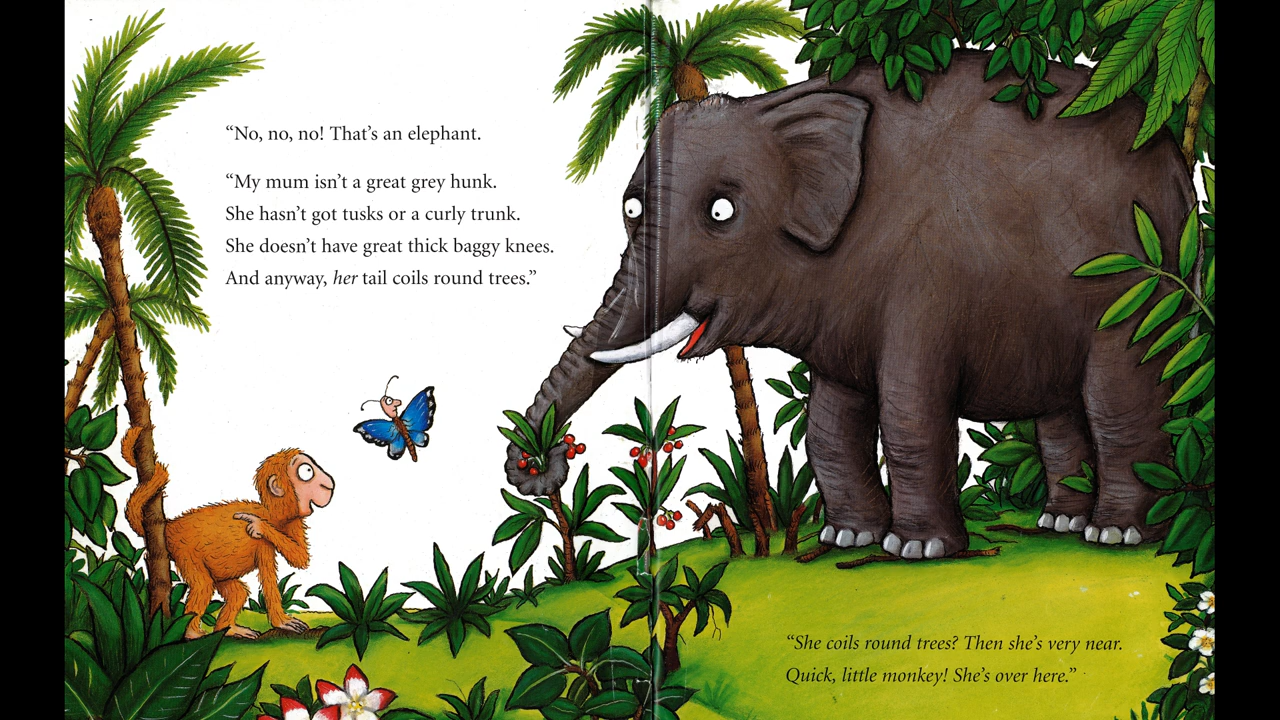 “No, no, no! That’s an elephant.
“My mum isn’t a great grey hunk.
She hasn’t got tusks or a curly trunk.
She doesn’t have great thick baggy knees.
And anyway, her tail coils round trees.”
“She coils round trees? Then she’s very near.
Quick, little monkey! She’s over here.”